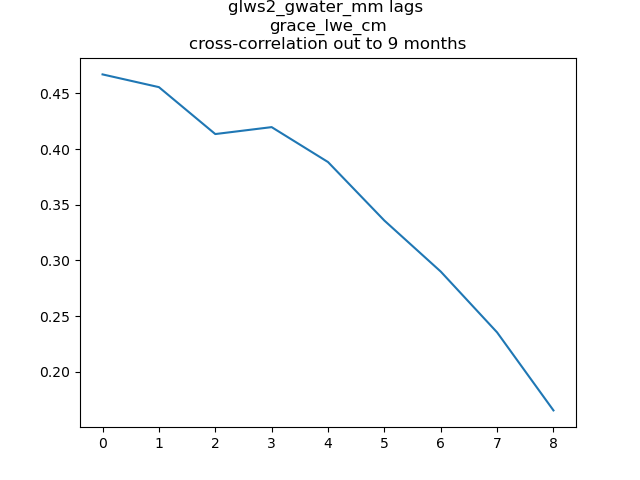 glws2_gwater_mm lags
grace_lwe_cm
cross-correlation out to 9 months
0.45
0.40
0.35
0.30
0.25
0.20
0 1 2 3 4 5 6 7 8